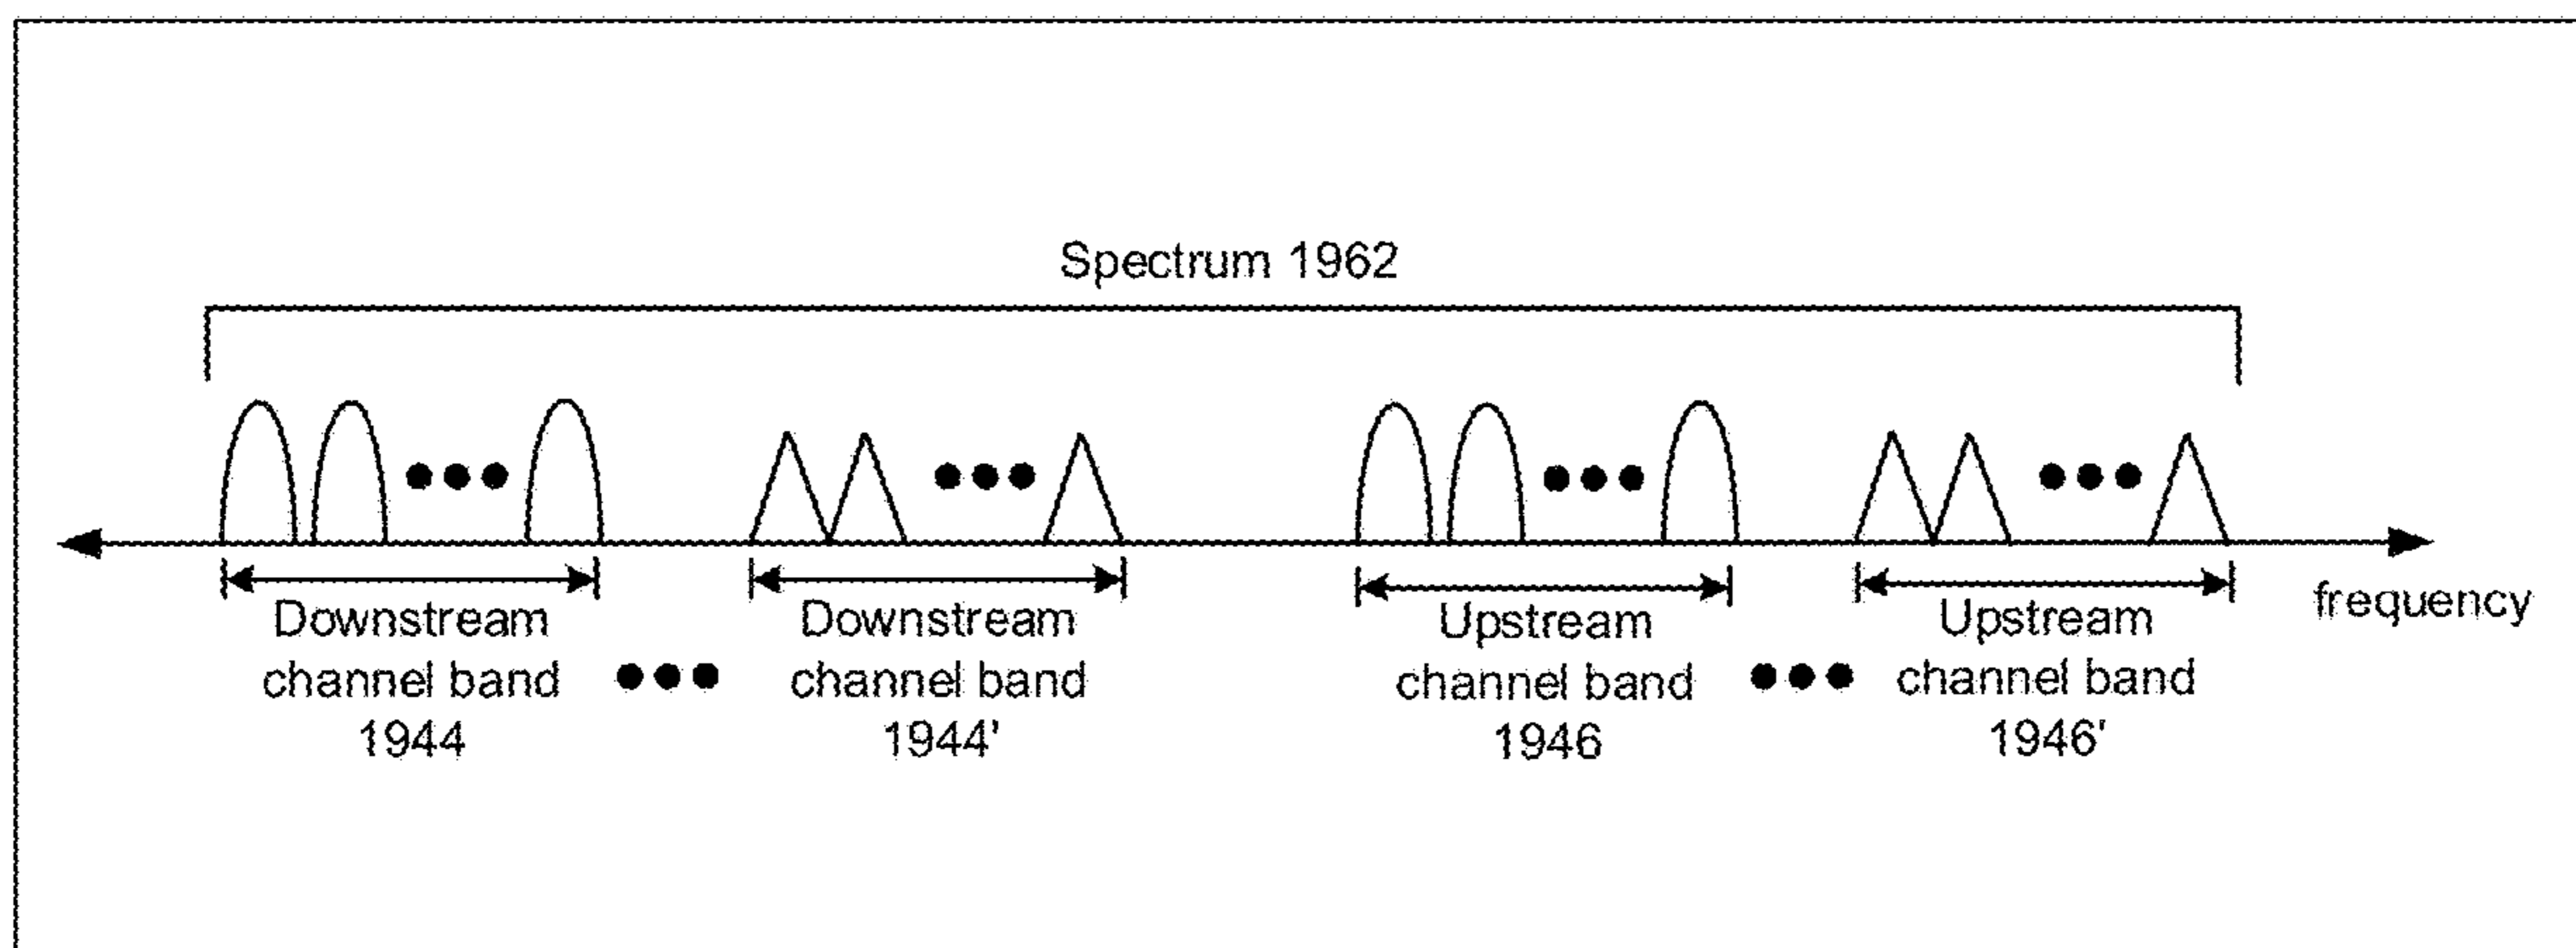 Spectrum 1962
Downstream
channel band
1944
Downstream
channel band
1944'
Upstream
channel band
1946
Upstream
channel band
1946'
frequency